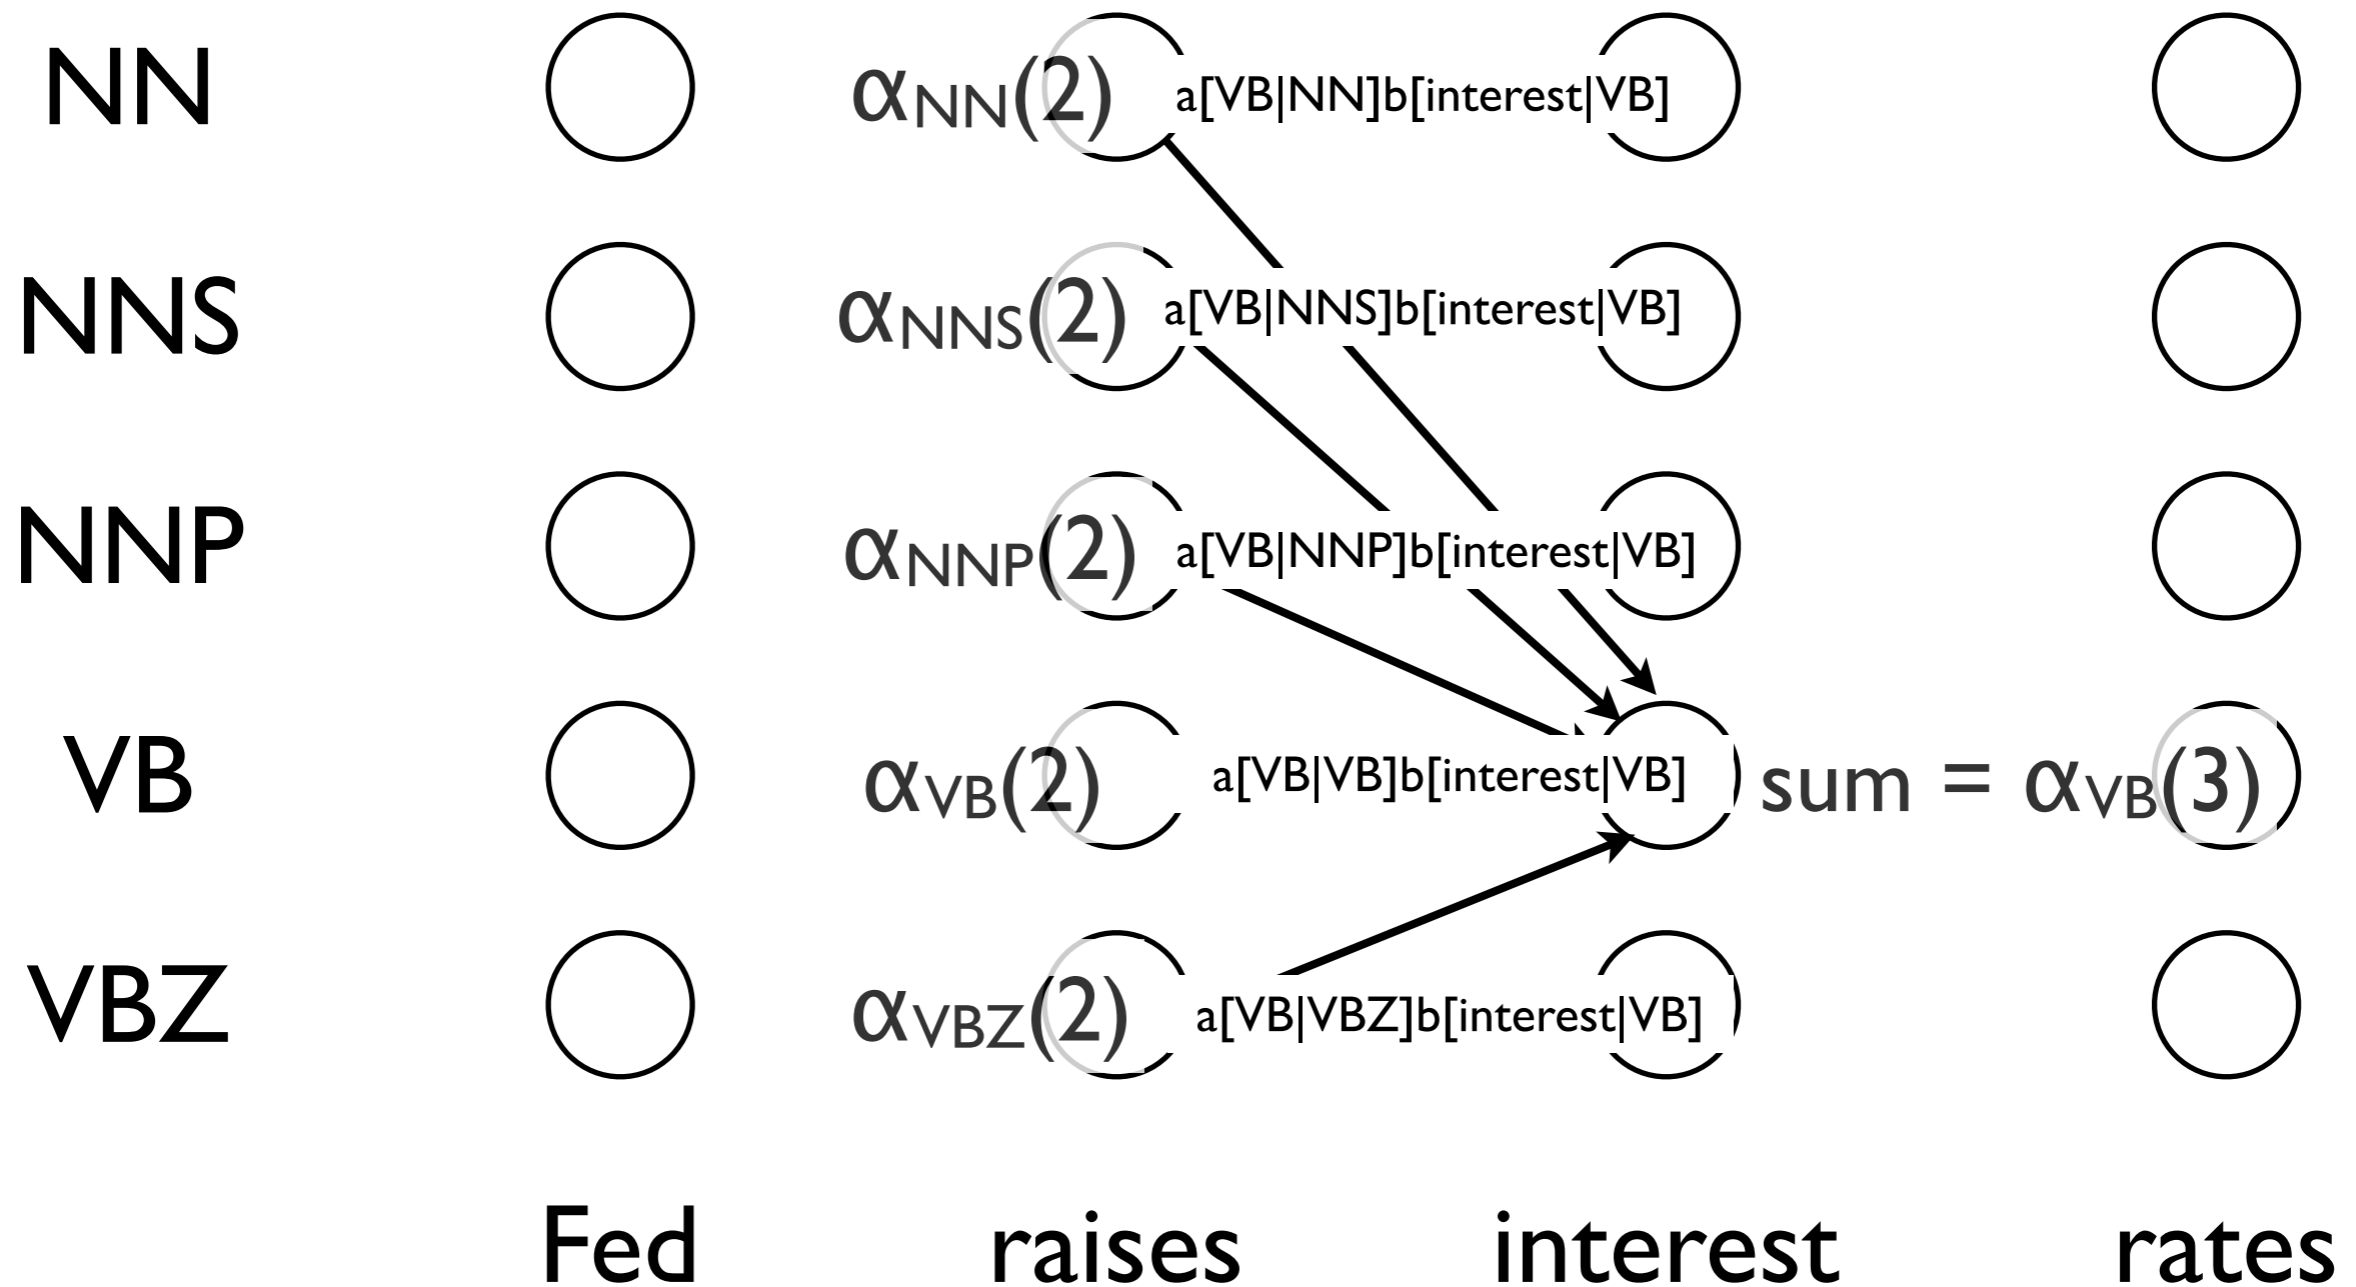 NN αNN(2) a[VB|NN]b[interest|VB]
NNS αNNS(2) a[VB|NNS]b[interest|VB]
NNP αNNP(2) a[VB|NNP]b[interest|VB]
VB αVB(2) a[VB|VB]b[interest|VB] sum = αVB(3)
VBZ αVBZ(2) a[VB|VBZ]b[interest|VB]
Fed raises interest rates